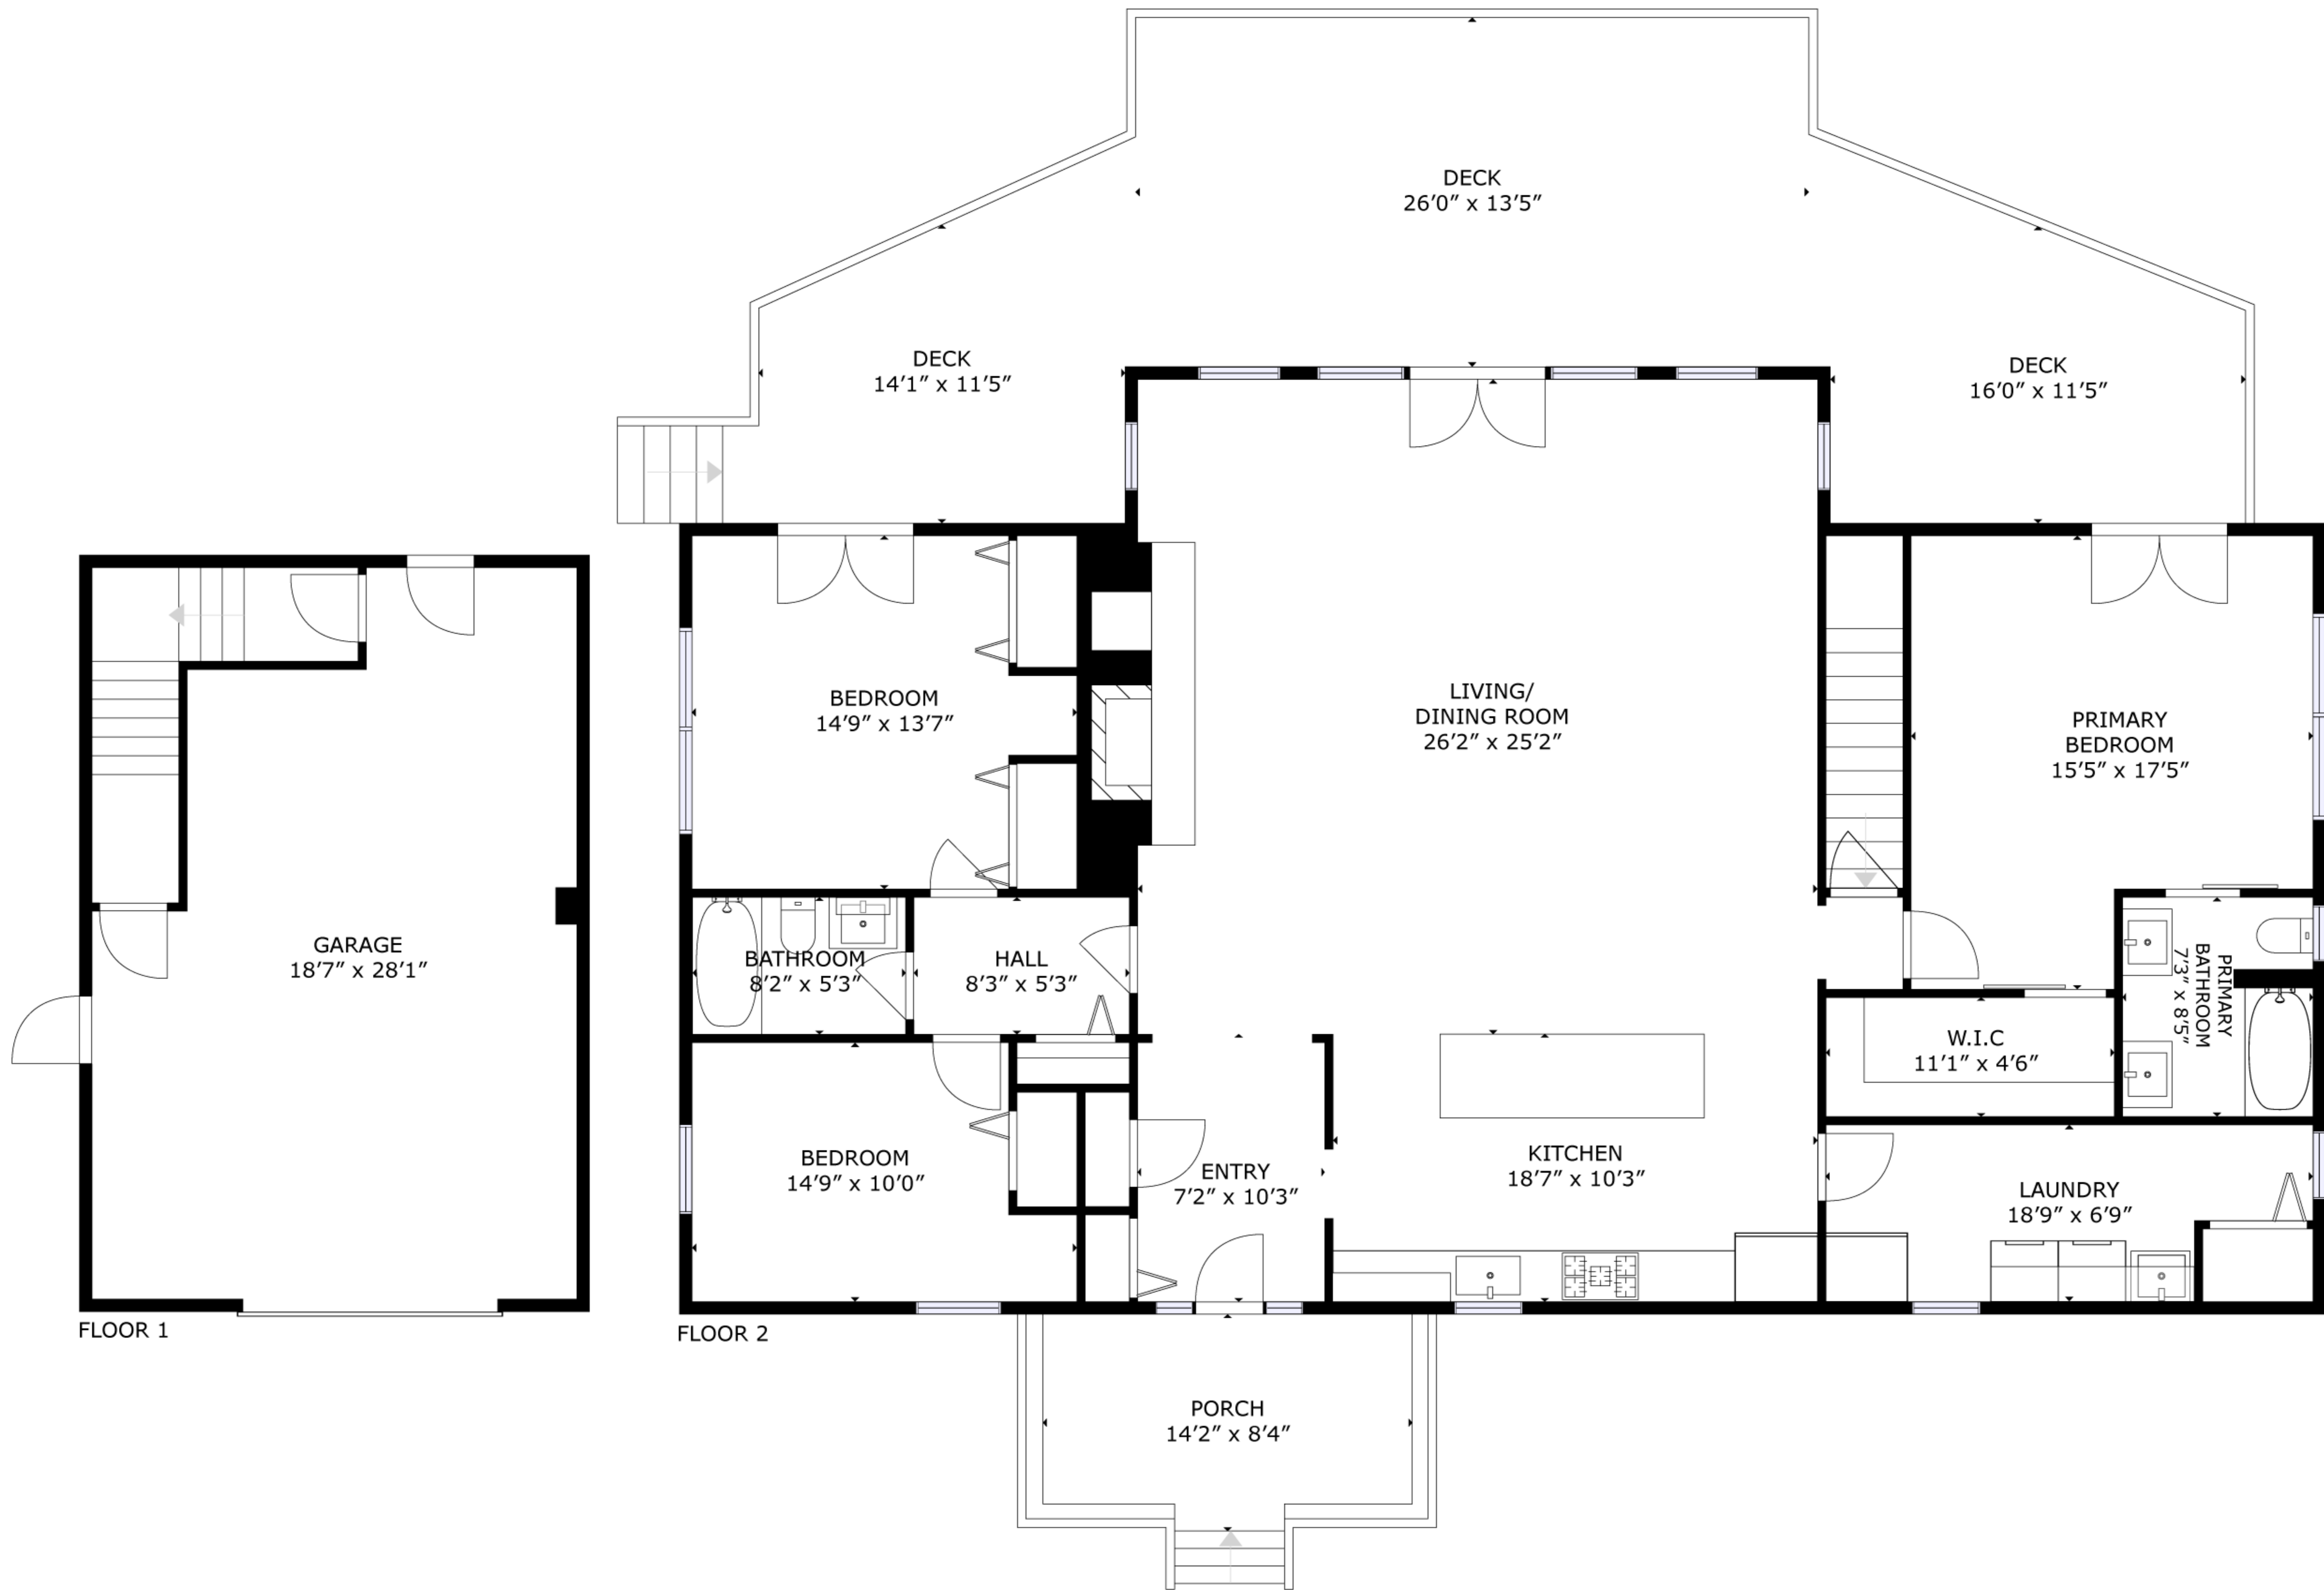 DECK
26'0" x 13'5"
DECK
14'1" x 11'5"
DECK
16'0" x 11'5"
BEDROOM
14'9" x 13'7"
LIVING/
DINING ROOM
26'2" x 25'2"
PRIMARY
BEDROOM
15'5" x 17'5"
GARAGE
18'7" x 28'1"
BATHROOM
8'2" x 5'3"
HALL
8'3" x 5'3"
PRIMARY
BATHROOM
7'3" x 8'5"
W.I.C
11'1" x 4'6"
BEDROOM
14'9" x 10'0"
ENTRY
7'2" x 10'3"
KITCHEN
18'7" x 10'3"
LAUNDRY
18'9" x 6'9"
FLOOR 1
FLOOR 2
PORCH
14'2" x 8'4"